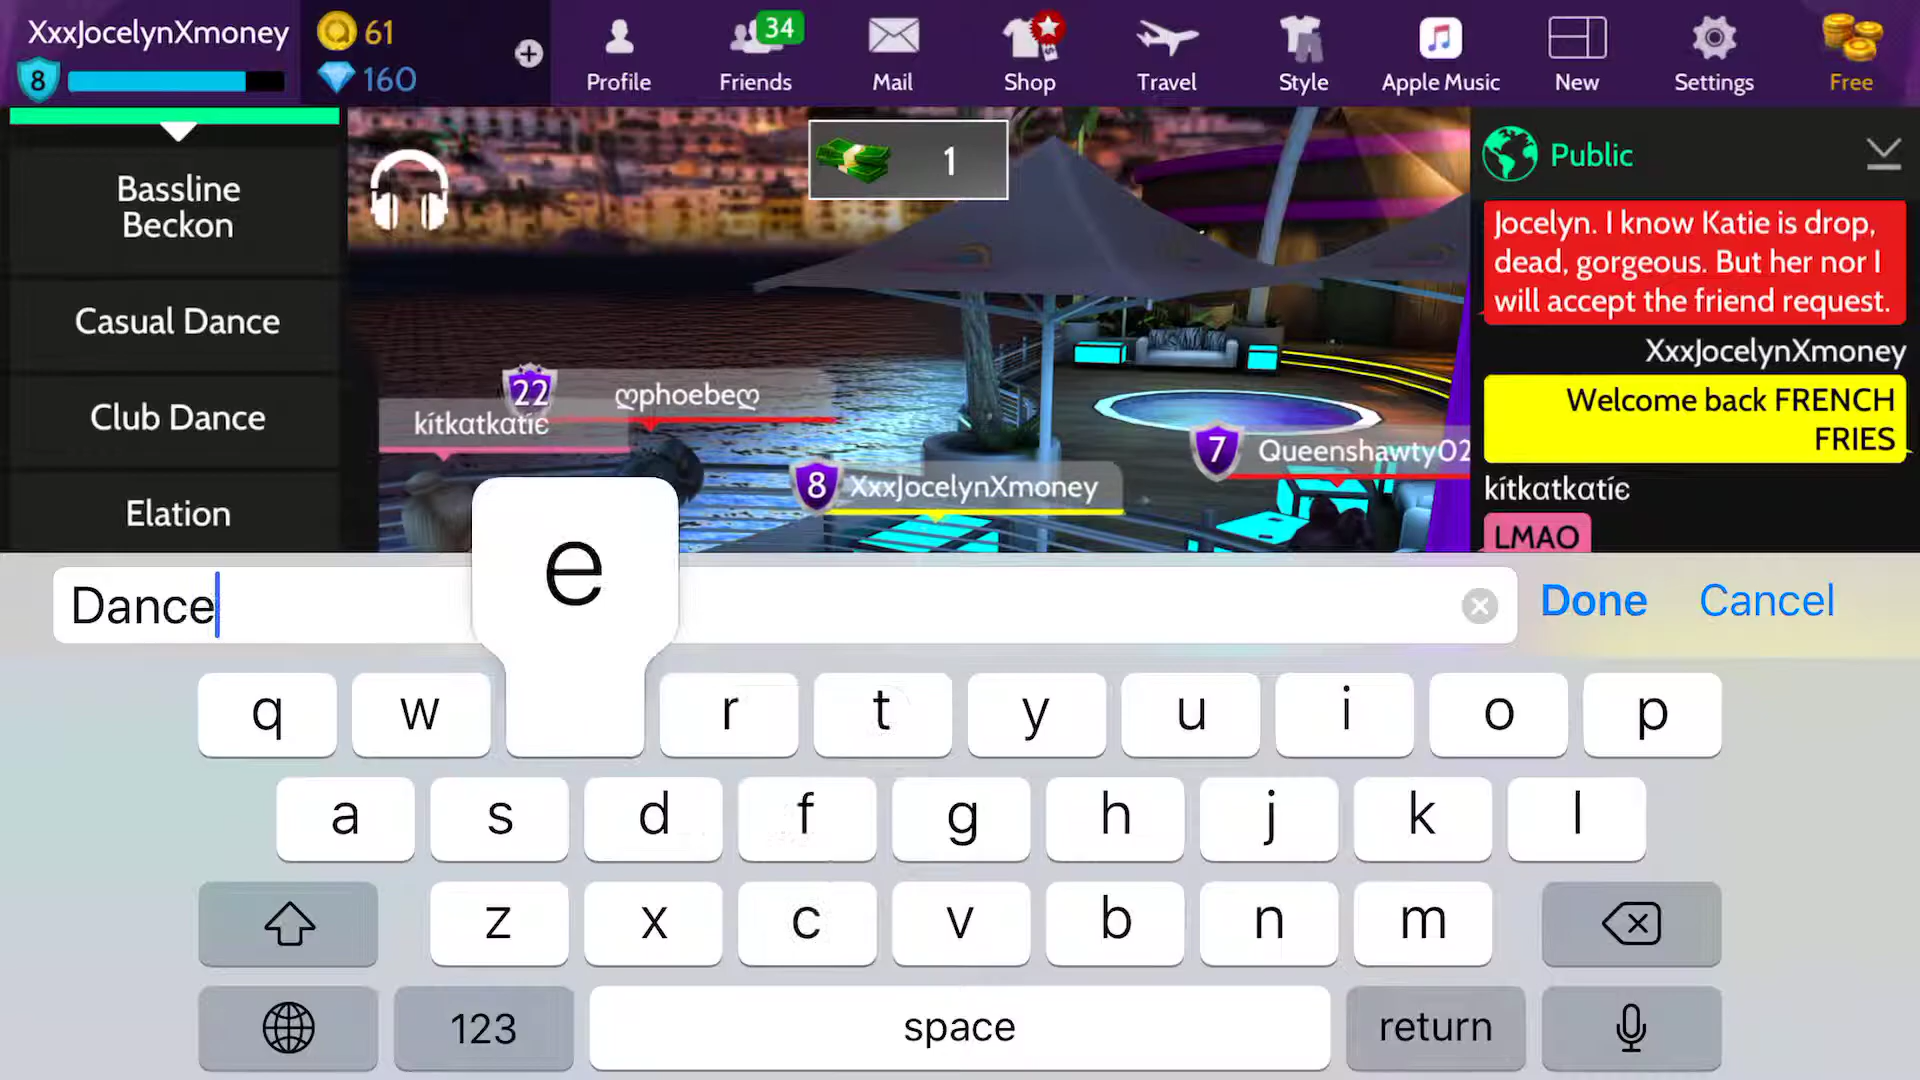 XxxJocelynXmoney
8
61
160
Profile
34
Friends
Mail
Shop
Travel
Style
Apple Music
New
Settings
Free
Bassline
Beckon
Casual Dance
Club Dance
Elation
1
22
ღphoebeღ
kítkαtkαtíє
8 XxxJocelynXmoney
7 Queenshawty02
Public
Jocelyn. I know Katie is drop,
dead, gorgeous. But her nor I
will accept the friend request.
XxxJocelynXmoney
Welcome back FRENCH
FRIES
kítkαtkαtíє
LMAO
Dance
Done
Cancel
e
q w r t y u i o p
a s d f g h j k l
z x c v b n m
123 space return